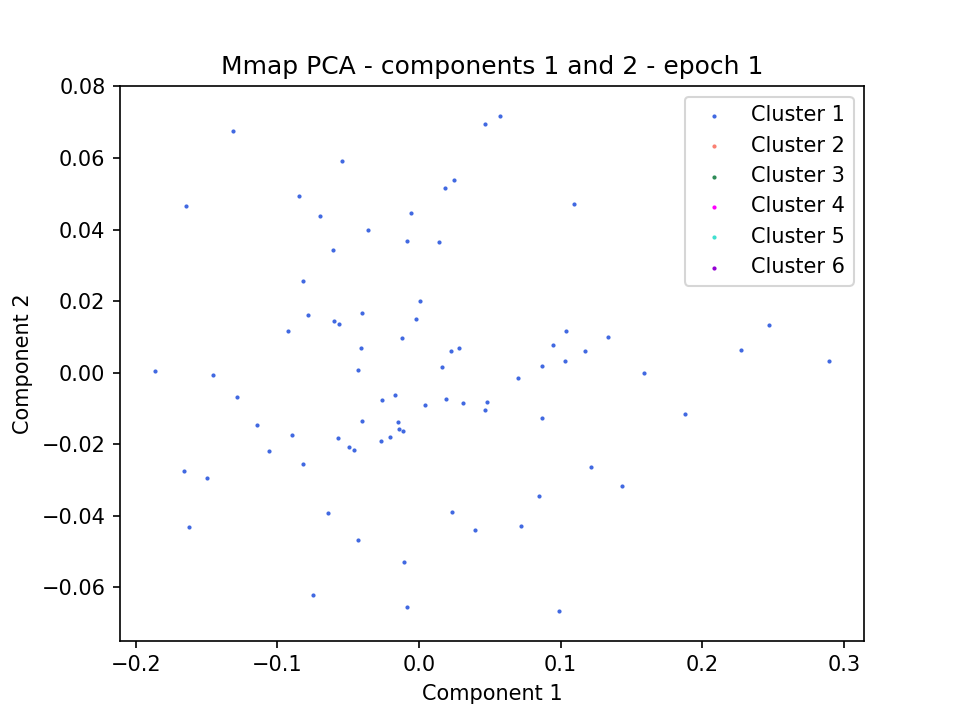 Mmap PCA - components 1 and 2 - epoch 1
0.08
0.06
0.04
0.02
0.00
−0.02
−0.04
−0.06
Component 2
Cluster 1
Cluster 2
Cluster 3
Cluster 4
Cluster 5
Cluster 6
−0.2
−0.1
0.0
0.1
0.2
0.3
Component 1